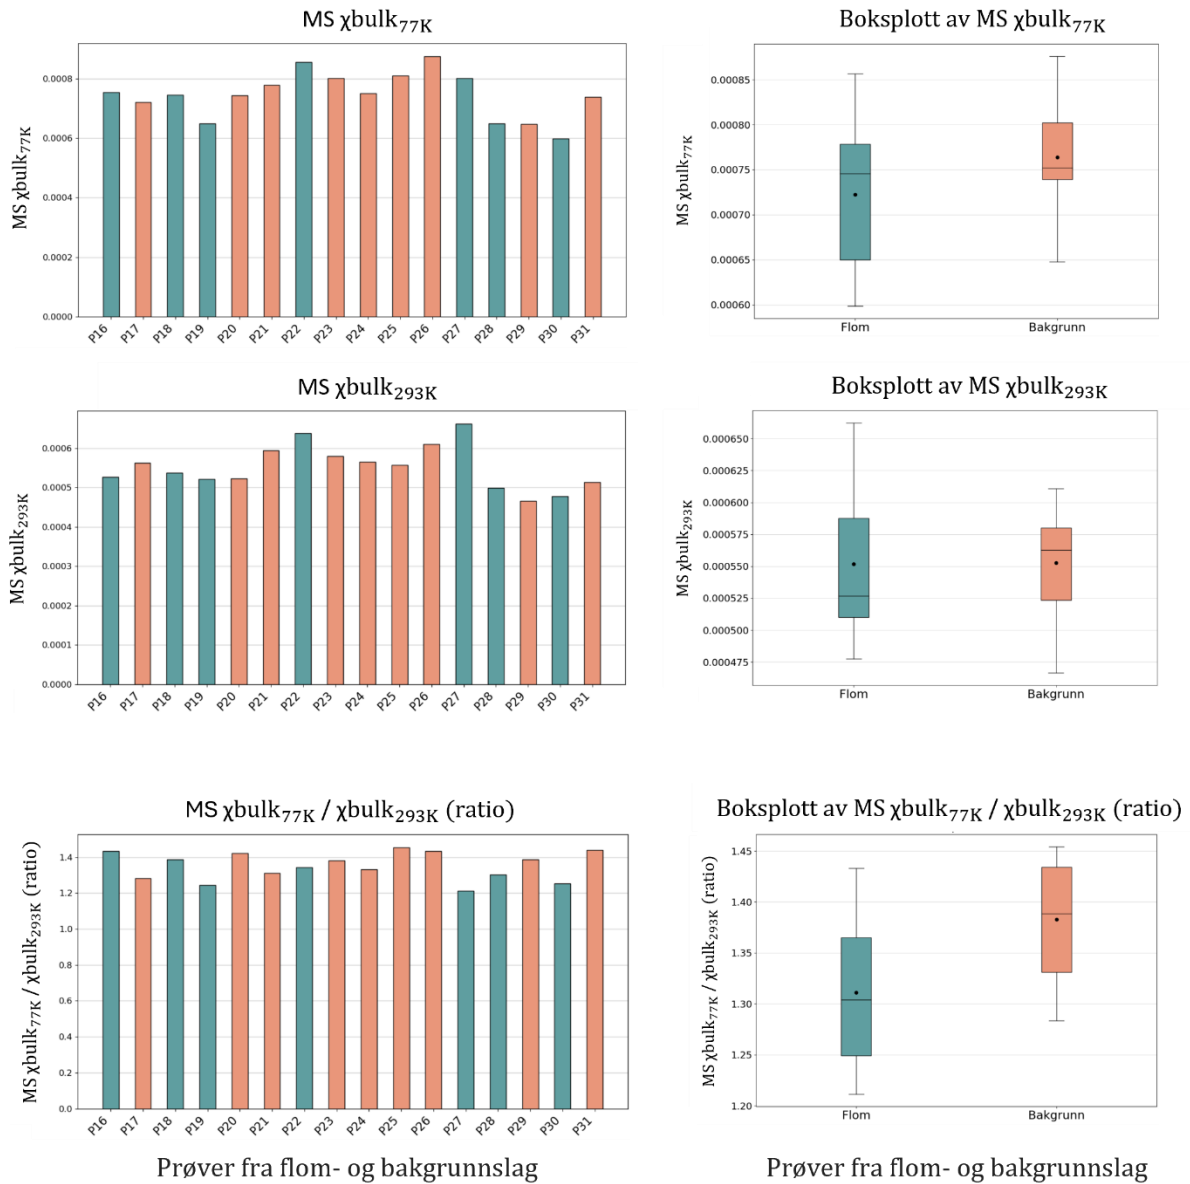 MS χbulk77K
MS χbulk77K
0.0008
0.0006
0.0004
0.0002
0.0000
P16 P17 P18 P19 P20 P21 P22 P23 P24 P25 P26 P27 P28 P29 P30 P31
Boksplott av MS χbulk77K
MS χbulk77K
0.00085
0.00080
0.00075
0.00070
0.00065
0.00060
Flom Bakgrunn
MS χbulk293K
MS χbulk293K
0.0006
0.0005
0.0004
0.0003
0.0002
0.0001
0.0000
P16 P17 P18 P19 P20 P21 P22 P23 P24 P25 P26 P27 P28 P29 P30 P31
Boksplott av MS χbulk293K
MS χbulk293K
0.000650
0.000625
0.000600
0.000575
0.000550
0.000525
0.000500
0.000475
Flom Bakgrunn
MS χbulk77K / χbulk293K (ratio)
MS χbulk77K / χbulk293K (ratio)
1.4
1.2
1.0
0.8
0.6
0.4
0.2
0.0
P16 P17 P18 P19 P20 P21 P22 P23 P24 P25 P26 P27 P28 P29 P30 P31
Prøver fra flom- og bakgrunnslag
Boksplott av MS χbulk77K / χbulk293K (ratio)
MS χbulk77K / χbulk293K (ratio)
1.45
1.40
1.35
1.30
1.25
1.20
Flom Bakgrunn
Prøver fra flom- og bakgrunnslag